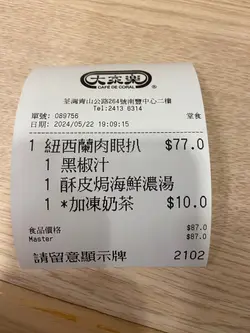 大家樂
CAFÉ DE CORAL
荃灣青山公路264號南豐中心二樓
Tel:2413 6314
單號: 089756 堂食
日期: 2024/05/22 19:09:15
1 紐西蘭肉眼扒 $77.0
1 黑椒汁
1 酥皮焗海鮮濃湯
1 *加凍奶茶 $10.0
食品價格 $87.0
Master $87.0
請留意顯示牌 2102